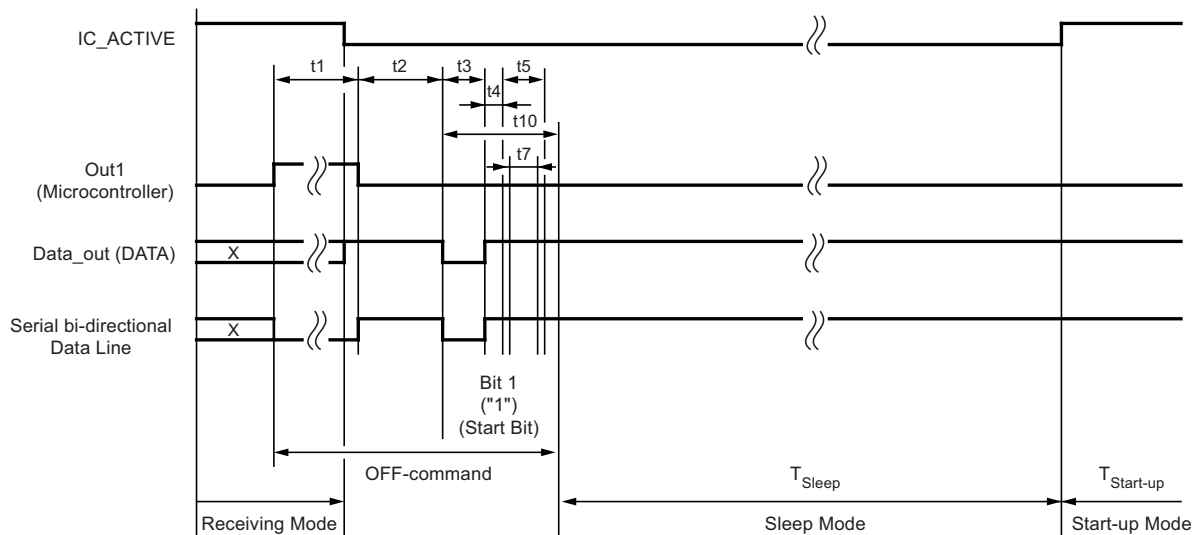 IC_ACTIVE
t1
t2
t3
t5
t4
t10
t7
Out1
(Microcontroller)
Data_out (DATA)
X
Serial bi-directional
Data Line
X
Bit 1
("1")
(Start Bit)
OFF-command
TSleep
TStart-up
Receiving Mode
Sleep Mode
Start-up Mode